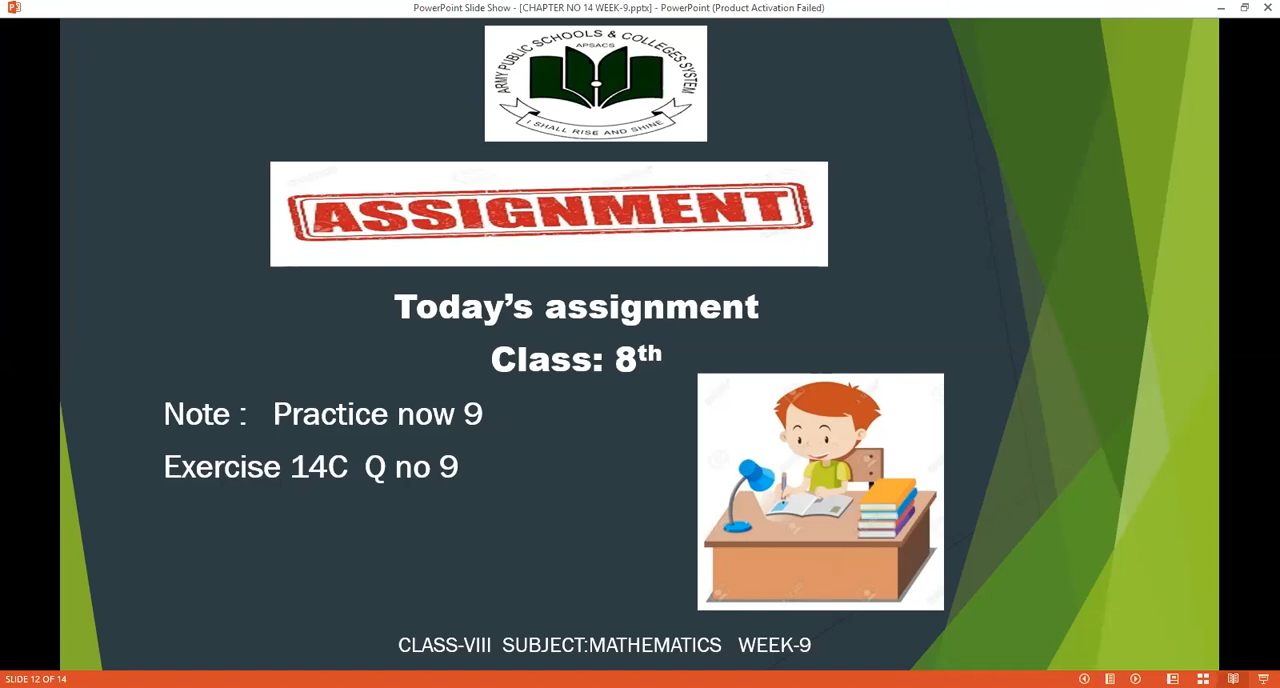 PowerPoint Slide Show - [CHAPTER NO 14 WEEK-9.pptx] - PowerPoint (Product Activation Failed)
ARMY PUBLIC SCHOOLS & COLLEGES SYSTEM
APSACS
I SHALL RISE AND SHINE
ASSIGNMENT
Today’s assignment
Class: 8th
Note : Practice now 9
Exercise 14C Q no 9
CLASS-VIII SUBJECT:MATHEMATICS WEEK-9
SLIDE 12 OF 14